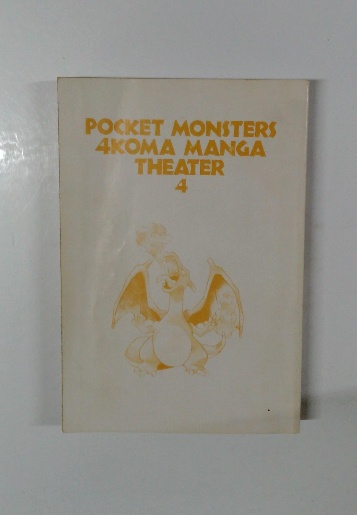 POCKET MONSTERS
4KOMA MANGA
THEATER
4